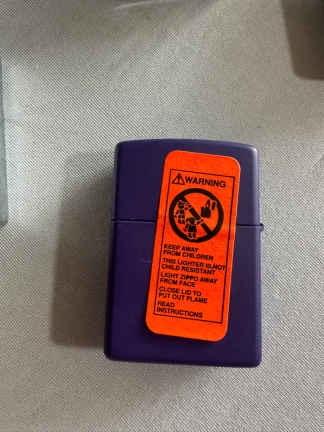 WARNING
KEEP AWAY
FROM CHILDREN
THIS LIGHTER IS NOT
CHILD RESISTANT
LIGHT ZIPPO AWAY
FROM FACE
CLOSE LID TO
PUT OUT FLAME
READ
INSTRUCTIONS